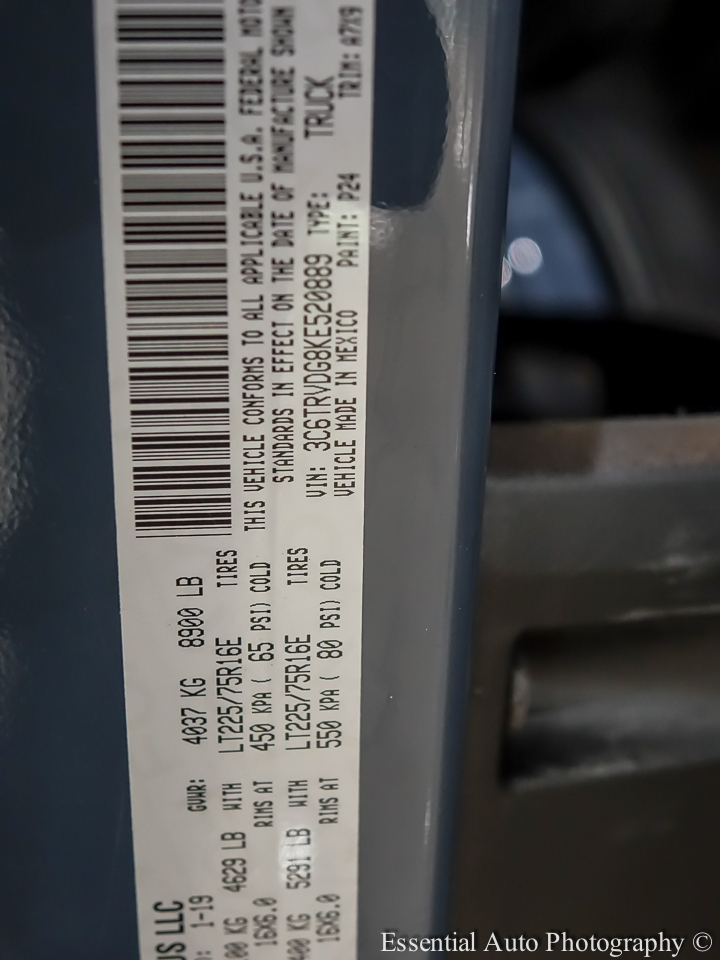 US LLC
: 1-19 GVWR: 4037 KG 8900 LB
00 KG 4629 LB WITH LT225/75R16E TIRES
16X6.0 RIMS AT 450 KPA ( 65 PSI) COLD
400 KG 5291 LB WITH LT225/75R16E TIRES
16X6.0 RIMS AT 550 KPA ( 80 PSI) COLD
THIS VEHICLE CONFORMS TO ALL APPLICABLE U.S.A. FEDERAL MOTO
STANDARDS IN EFFECT ON THE DATE OF MANUFACTURE SHOWN
VIN: 3C6TRVDG8KE520889 TYPE: TRUCK
VEHICLE MADE IN MEXICO PAINT: P24 TRIM: A7X9
Essential Auto Photography ©